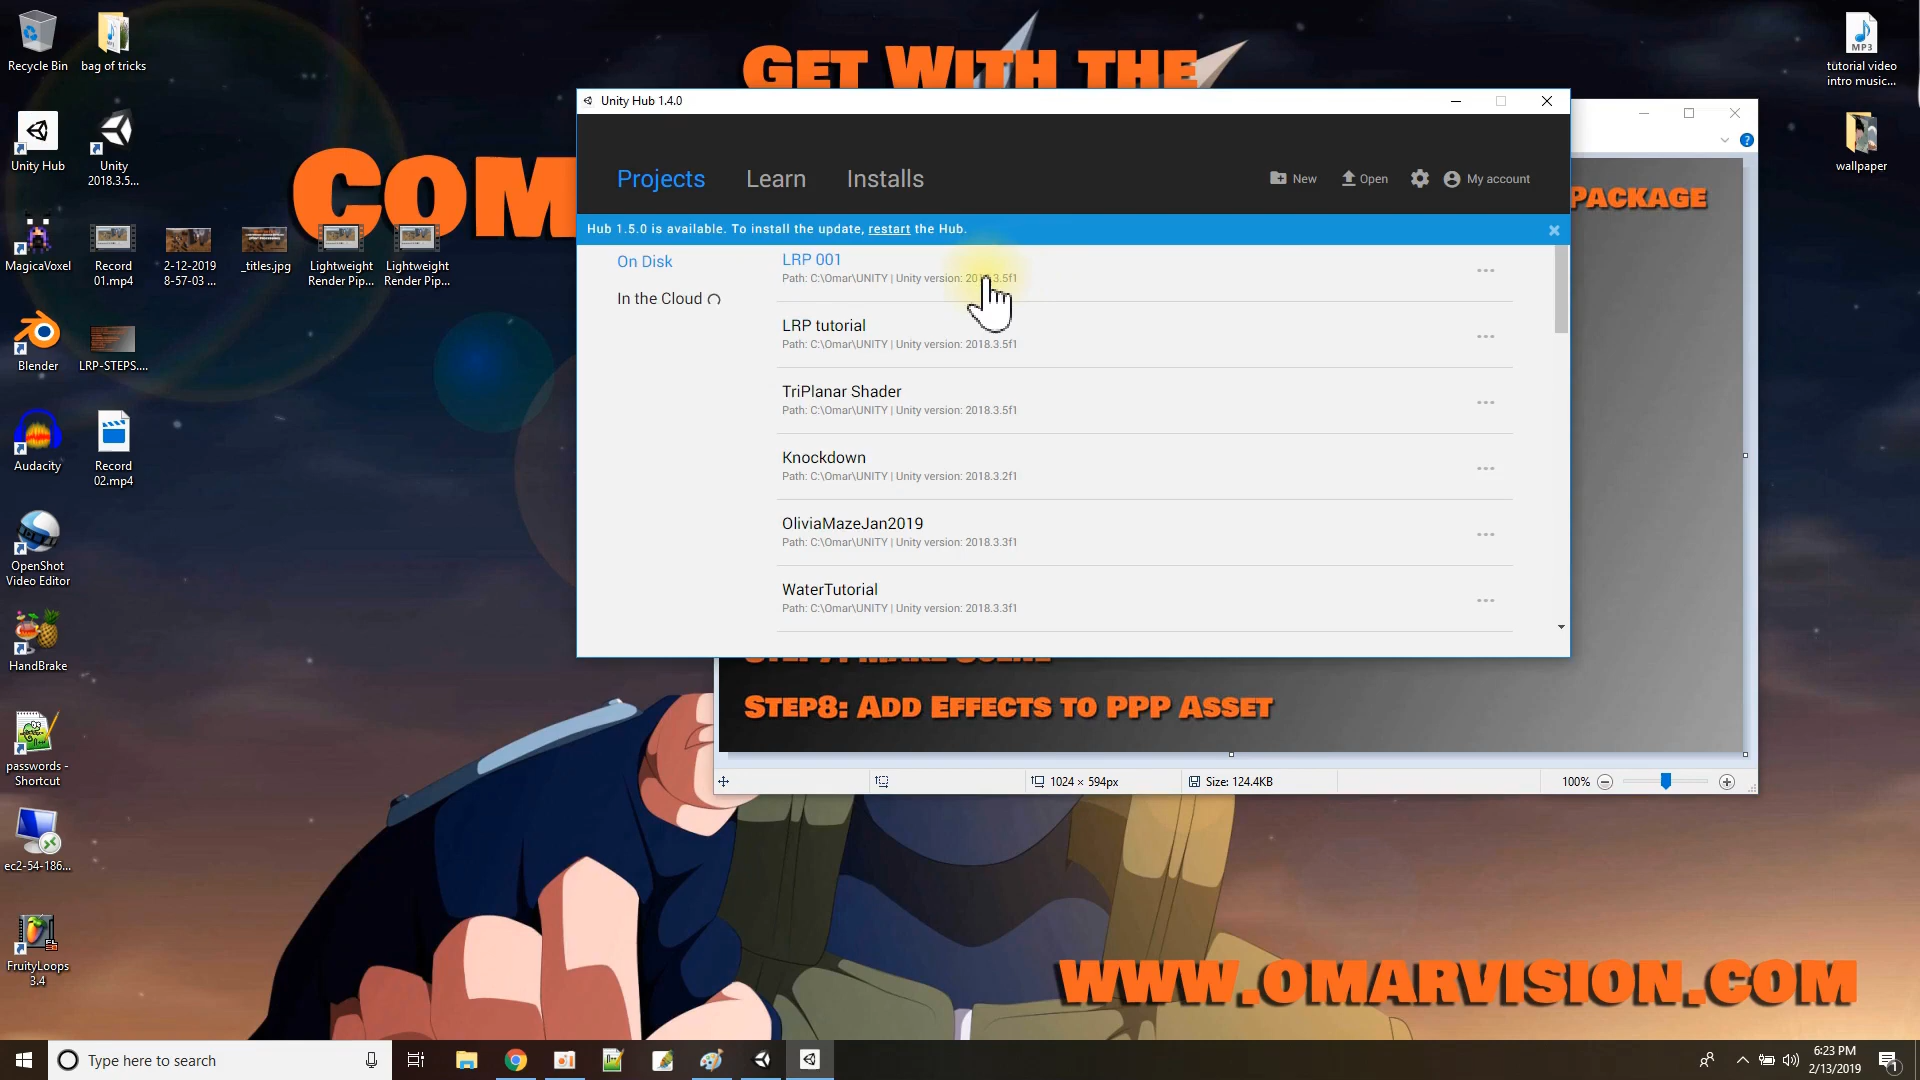 Recycle Bin
bag of tricks
Unity Hub
Unity
2018.3.5...
MagicaVoxel
Record
01.mp4
2-12-2019
8-57-03 ...
_titles.jpg
Lightweight
Render Pip...
Lightweight
Render Pip...
Blender
LRP-STEPS....
Audacity
Record
02.mp4
OpenShot
Video Editor
HandBrake
passwords -
Shortcut
ec2-54-186...
FruityLoops
3.4
GET WITH THE
COM
Unity Hub 1.4.0
Projects
Learn
Installs
New
Open
My account
Hub 1.5.0 is available. To install the update, restart the Hub.
On Disk
In the Cloud
LRP 001
Path: C:\Omar\UNITY | Unity version: 2018.3.5f1
LRP tutorial
Path: C:\Omar\UNITY | Unity version: 2018.3.5f1
TriPlanar Shader
Path: C:\Omar\UNITY | Unity version: 2018.3.5f1
Knockdown
Path: C:\Omar\UNITY | Unity version: 2018.3.2f1
OliviaMazeJan2019
Path: C:\Omar\UNITY | Unity version: 2018.3.3f1
WaterTutorial
Path: C:\Omar\UNITY | Unity version: 2018.3.3f1
PACKAGE
STEP8: ADD EFFECTS TO PPP ASSET
1024 × 594px
Size: 124.4KB
100%
MP3
tutorial video
intro music...
wallpaper
WWW.OMARVISION.COM
Type here to search
6:23 PM
2/13/2019
1